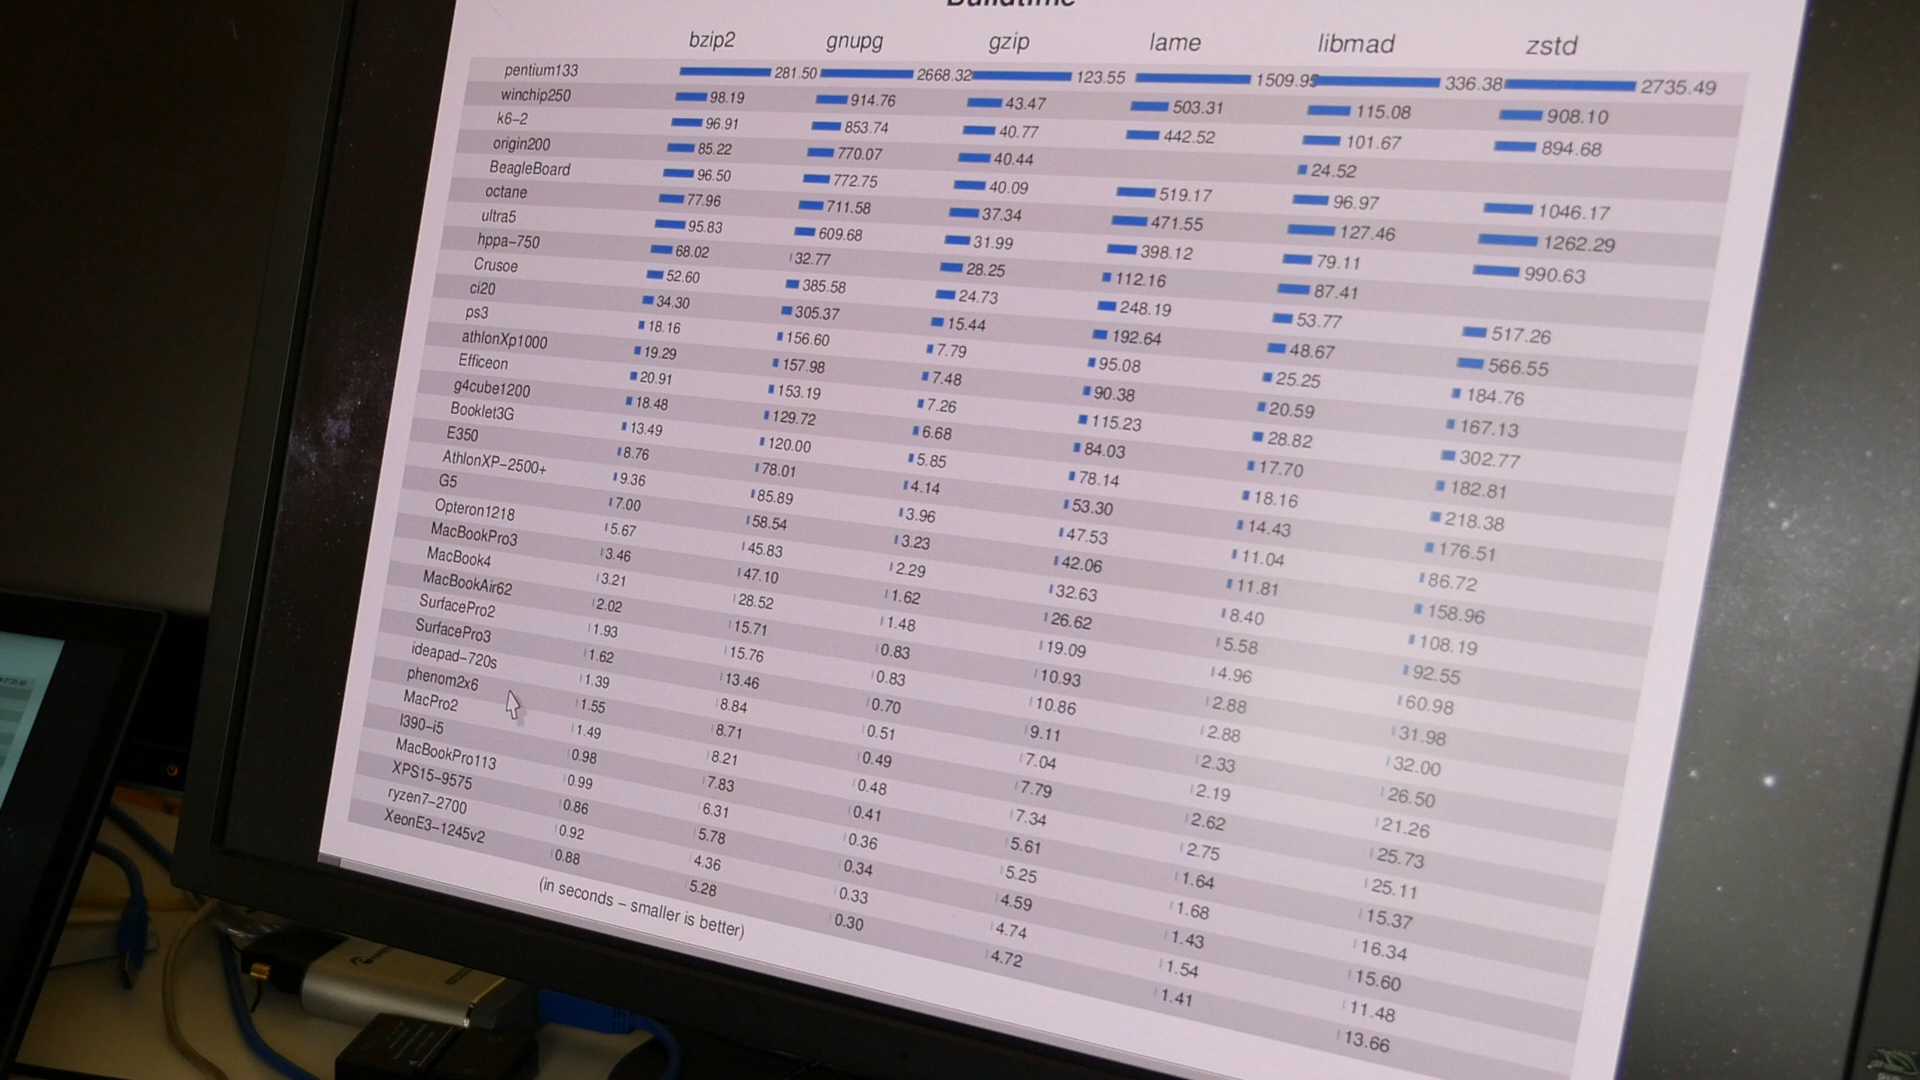 Buildtime
bzip2 gnupg gzip lame libmad zstd
pentium133 281.50 2668.32 123.55 1509.95 336.38 2735.49
winchip250 98.19 914.76 43.47 503.31 115.08 908.10
k6-2 96.91 853.74 40.77 442.52 101.67 894.68
origin200 85.22 770.07 40.44 24.52
BeagleBoard 96.50 772.75 40.09 519.17 96.97 1046.17
octane 77.96 711.58 37.34 471.55 127.46 1262.29
ultra5 95.83 609.68 31.99 398.12 79.11 990.63
hppa-750 68.02 32.77 28.25 112.16 87.41
Crusoe 52.60 385.58 24.73 248.19 53.77 517.26
ci20 34.30 305.37 15.44 192.64 48.67 566.55
ps3 18.16 156.60 7.79 95.08 25.25 184.76
athlonXp1000 19.29 157.98 7.48 90.38 20.59 167.13
Efficeon 20.91 153.19 7.26 115.23 28.82 302.77
g4cube1200 18.48 129.72 6.68 84.03 17.70 182.81
Booklet3G 13.49 120.00 5.85 78.14 18.16 218.38
E350 8.76 78.01 4.14 53.30 14.43 176.51
AthlonXP-2500+ 9.36 85.89 3.96 47.53 11.04 86.72
G5 7.00 58.54 3.23 42.06 11.81 158.96
Opteron1218 5.67 45.83 2.29 32.63 8.40 108.19
MacBookPro3 3.46 47.10 1.62 26.62 5.58 92.55
MacBook4 3.21 28.52 1.48 19.09 4.96 60.98
MacBookAir62 2.02 15.71 0.83 10.93 2.88 31.98
SurfacePro2 1.93 15.76 0.83 10.86 2.88 32.00
SurfacePro3 1.62 13.46 0.70 9.11 2.33 26.50
ideapad-720s 1.39 8.84 0.51 7.04 2.19 21.26
phenom2x6 1.55 8.71 0.49 7.79 2.62 25.73
MacPro2 1.49 8.21 0.48 7.34 2.75 25.11
l390-i5 0.98 7.83 0.41 5.61 1.64 15.37
MacBookPro113 0.99 6.31 0.36 5.25 1.68 16.34
XPS15-9575 0.86 5.78 0.34 4.59 1.43 15.60
ryzen7-2700 0.92 4.36 0.33 4.74 1.54 11.48
XeonE3-1245v2 0.88 5.28 0.30 4.72 1.41 13.66
(in seconds - smaller is better)